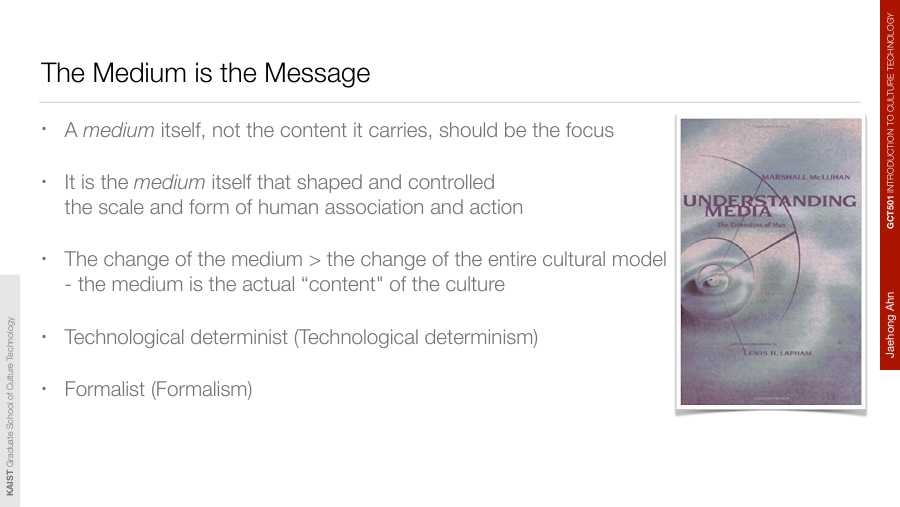 The Medium is the Message
• A medium itself, not the content it carries, should be the focus
• It is the medium itself that shaped and controlled
the scale and form of human association and action
• The change of the medium > the change of the entire cultural model
- the medium is the actual “content" of the culture
• Technological determinist (Technological determinism)
• Formalist (Formalism)
MARSHALL McLUHAN
UNDERSTANDING
MEDIA
The Extensions of Man
LEWIS H. LAPHAM
GCT501 INTRODUCTION TO CULTURE TECHNOLOGY
Jaehong Ahn
KAIST Graduate School of Culture Technology